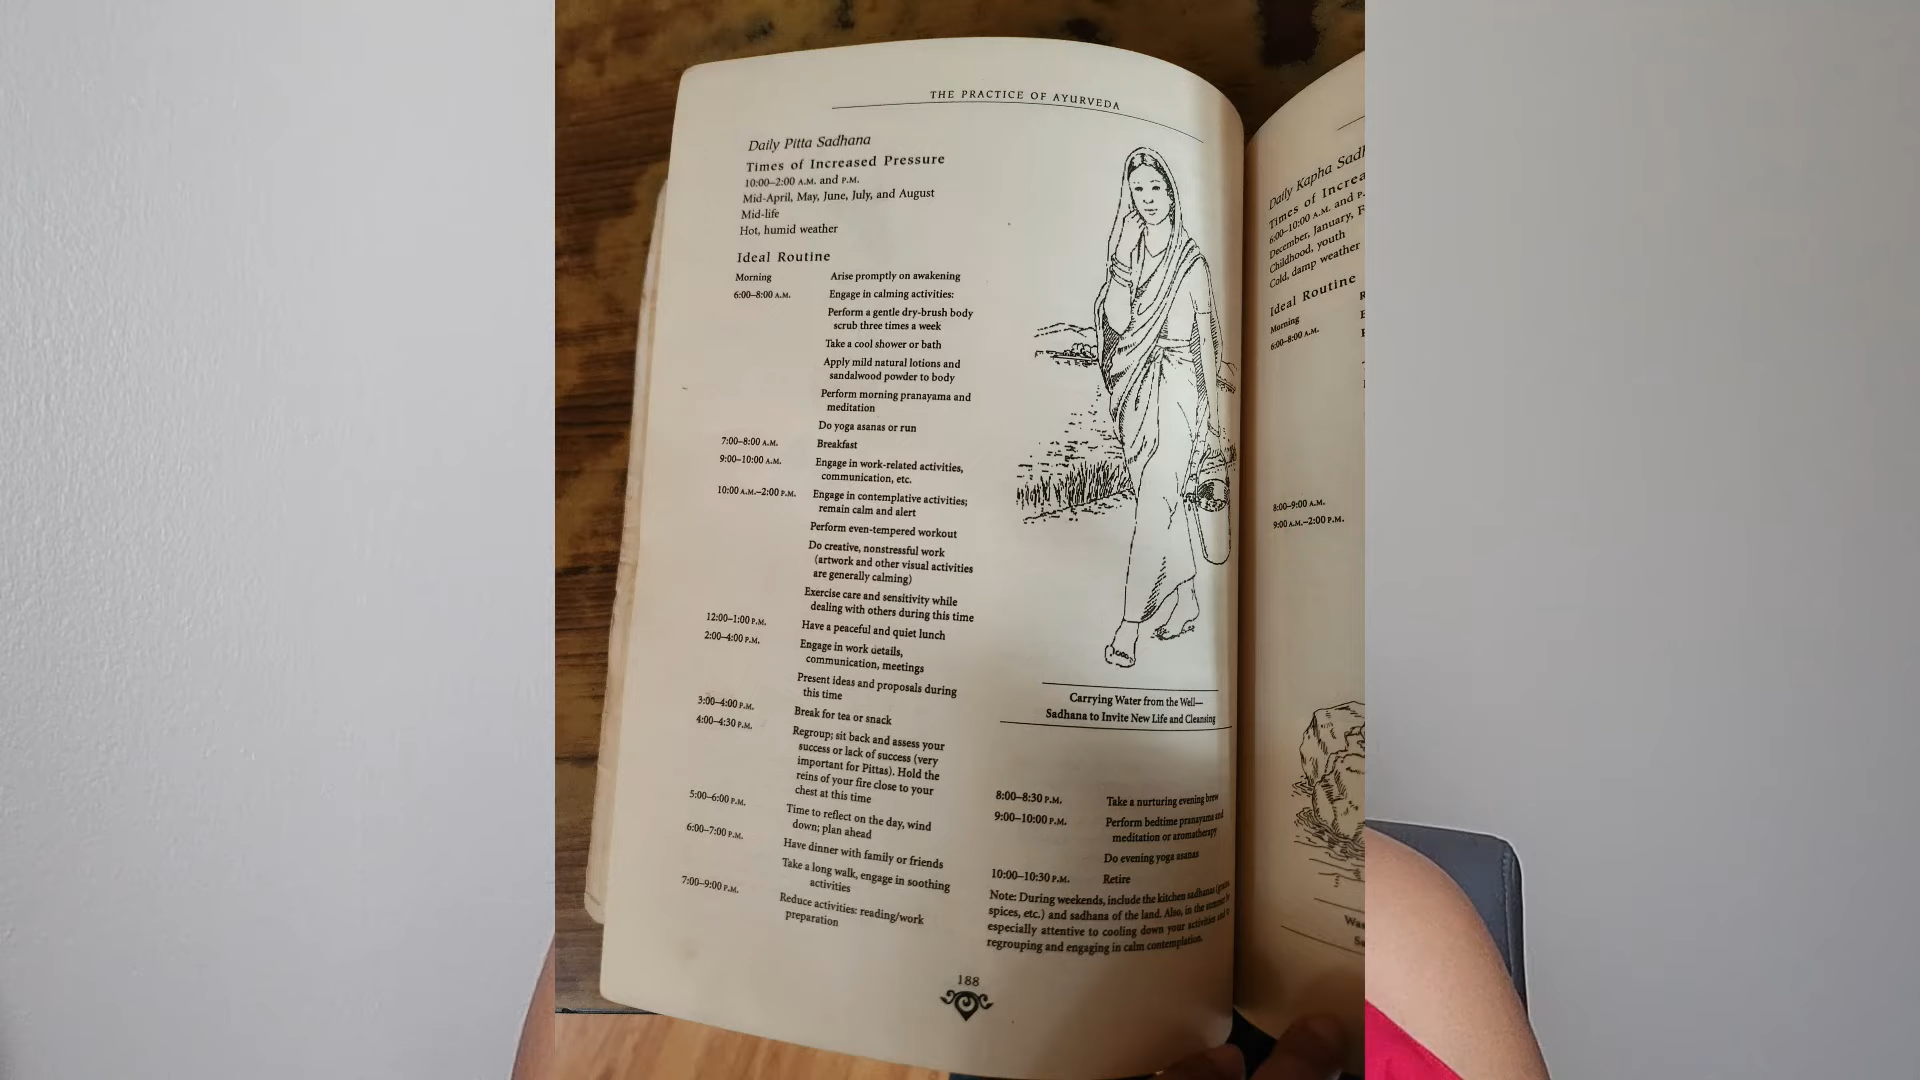 THE PRACTICE OF AYURVEDA
Daily Pitta Sadhana
Times of Increased Pressure
10:00–2:00 A.M. and P.M.
Mid-April, May, June, July, and August
Mid-life
Hot, humid weather
Ideal Routine
Morning Arise promptly on awakening
6:00–8:00 A.M. Engage in calming activities:
Perform a gentle dry-brush body
scrub three times a week
Take a cool shower or bath
Apply mild natural lotions and
sandalwood powder to body
Perform morning pranayama and
meditation
Do yoga asanas or run
7:00–8:00 A.M. Breakfast
9:00–10:00 A.M. Engage in work-related activities,
communication, etc.
10:00 A.M.–2:00 P.M. Engage in contemplative activities;
remain calm and alert
Perform even-tempered workout
Do creative, nonstressful work
(artwork and other visual activities
are generally calming)
Exercise care and sensitivity while
dealing with others during this time
12:00–1:00 P.M. Have a peaceful and quiet lunch
2:00–4:00 P.M. Engage in work details,
communication, meetings
Present ideas and proposals during
this time
3:00–4:00 P.M. Break for tea or snack
4:00–4:30 P.M. Regroup; sit back and assess your
success or lack of success (very
important for Pittas). Hold the
reins of your fire close to your
chest at this time
5:00–6:00 P.M. Time to reflect on the day, wind
down; plan ahead
6:00–7:00 P.M. Have dinner with family or friends
Take a long walk, engage in soothing
activities
7:00–9:00 P.M. Reduce activities: reading/work
preparation
Carrying Water from the Well—
Sadhana to Invite New Life and Cleansing
8:00–8:30 P.M. Take a nurturing evening brew
9:00–10:00 P.M. Perform bedtime pranayama and
meditation or aromatherapy
Do evening yoga asanas
10:00–10:30 P.M. Retire
Note: During weekends, include the kitchen sadhanas
spices, etc.) and sadhana of the land. Also, in the summer
especially attentive to cooling down your activities and
regrouping and engaging in calm contemplation.
188
Daily Kapha
Times of
6:00–10:00 A.M. and
December, January,
Childhood, youth
Cold, damp weather
Ideal Routine
Morning
6:00–8:00 A.M.
8:00–9:00 A.M.
9:00 A.M.–2:00 P.M.